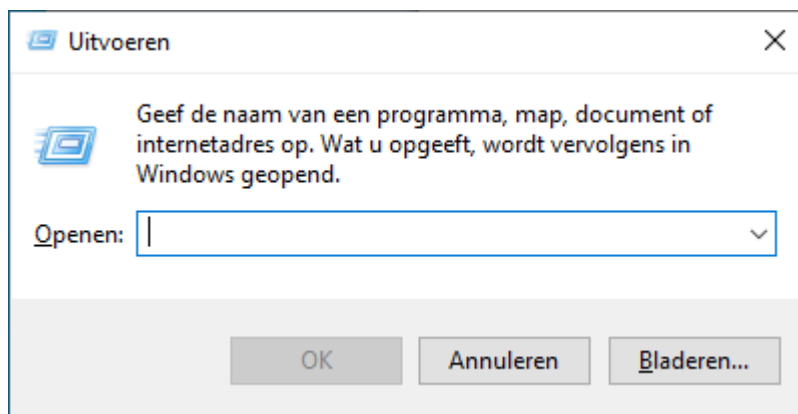 Uitvoeren
Geef de naam van een programma, map, document of
internetadres op. Wat u opgeeft, wordt vervolgens in
Windows geopend.
Openen:
OK Annuleren Bladeren...